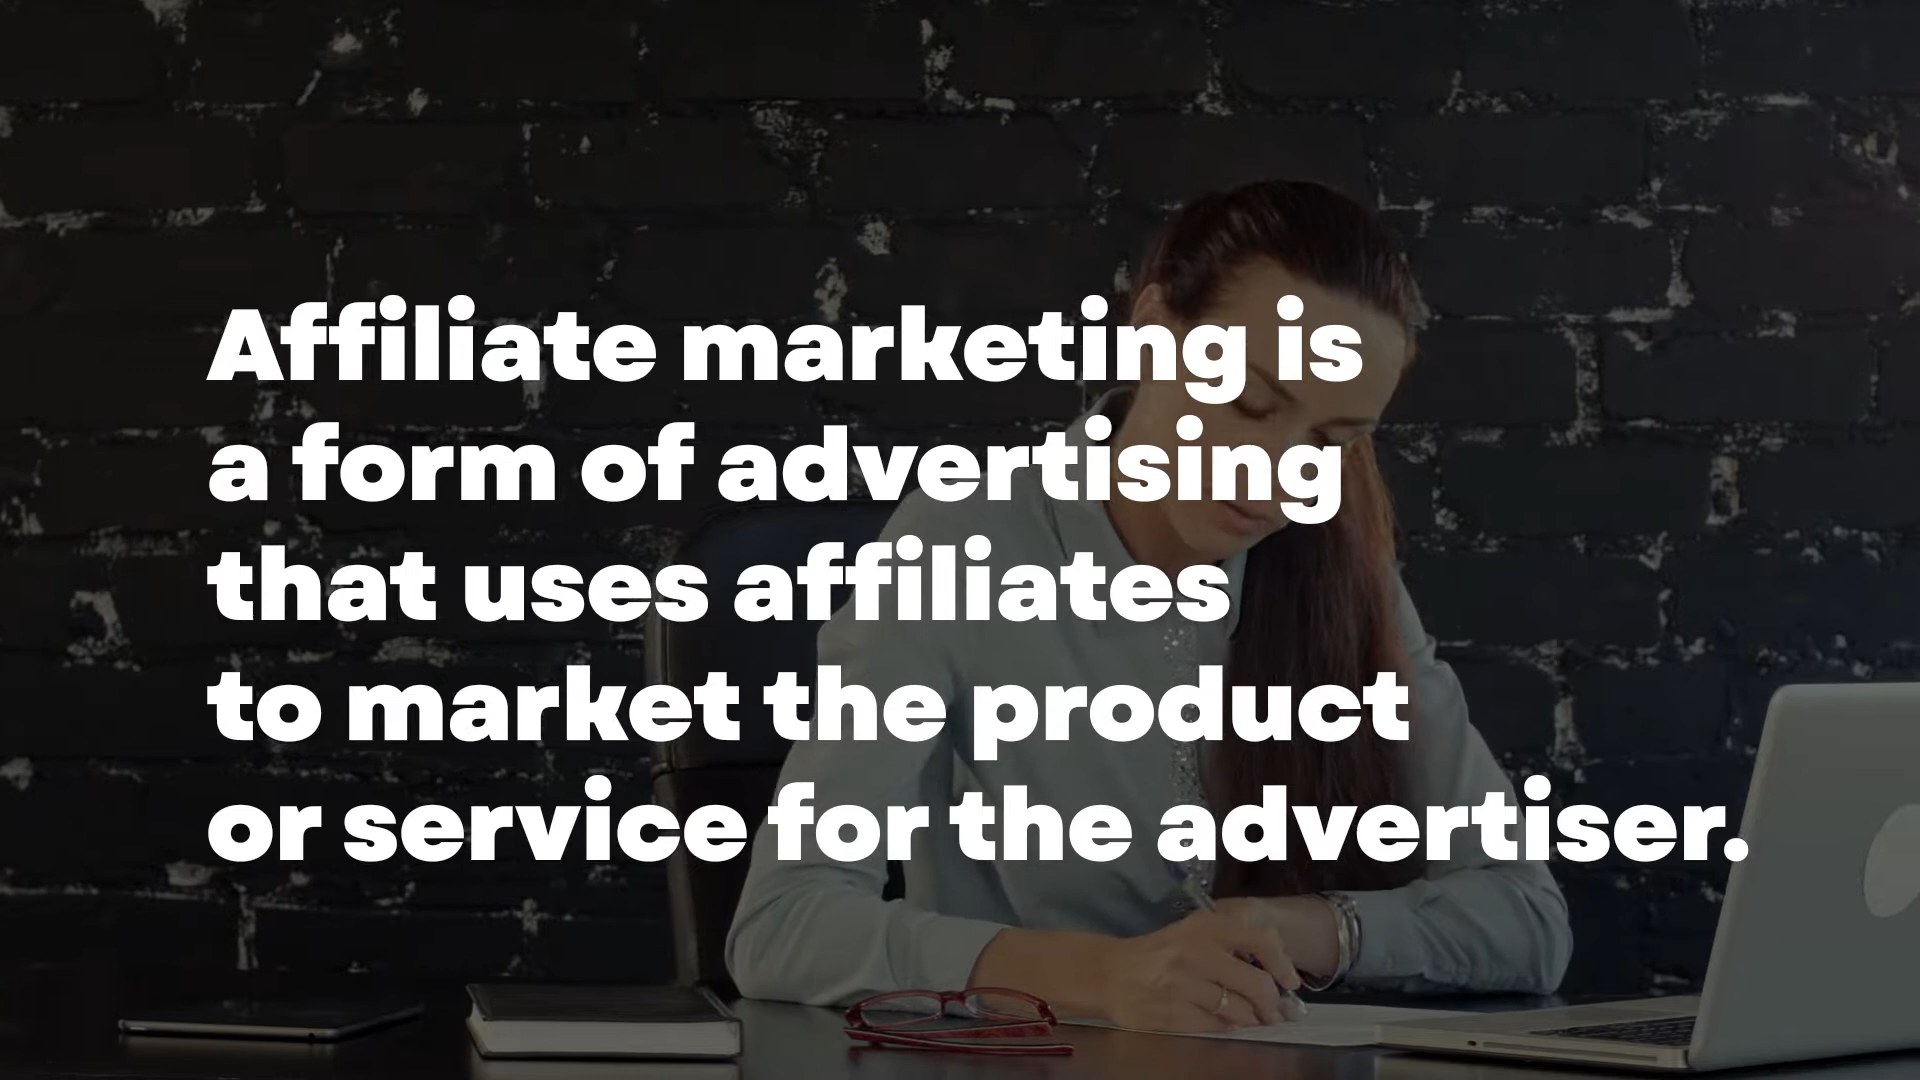 Affiliate marketing is
a form of advertising
that uses affiliates
to market the product
or service for the advertiser.